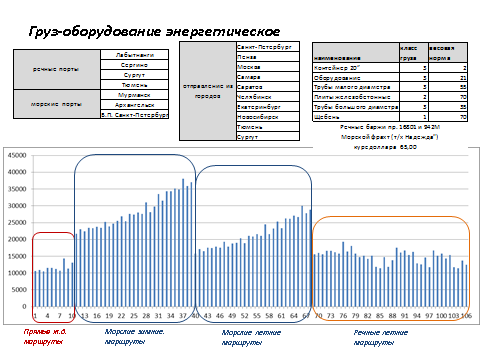 Груз-оборудование энергетическое
речные порты
Лабытнанги
Сергино
Сургут
Тюмень
морские порты
Мурманск
Архангельск
В.П. Санкт-Петербург
отправление из городов
Санкт-Петербург
Пенза
Москва
Самара
Саратов
Челябинск
Екатеринбург
Новосибирск
Тюмень
Сургут
наименование класс груза весовая норма
Контейнер 20" 3 2
Оборудование 3 21
Трубы малого диаметра 3 55
Плиты железобетонные 2 70
Трубы большого диаметра 3 35
Щебень 1 70
Речные баржи пр. 16801 и 942М
Морской фрахт (т/х Надежда")
курс доллара 65,00
45000
40000
35000
30000
25000
20000
15000
10000
5000
0
1 4 7 10 13 16 19 22 25 28 31 34 37 40 43 46 49 52 55 58 61 64 67 70 73 76 79 82 85 88 91 94 97 100 103 106
Прямые ж.д. маршруты
Морские зимние. маршруты
Морские летние маршруты
Речные летние маршруты